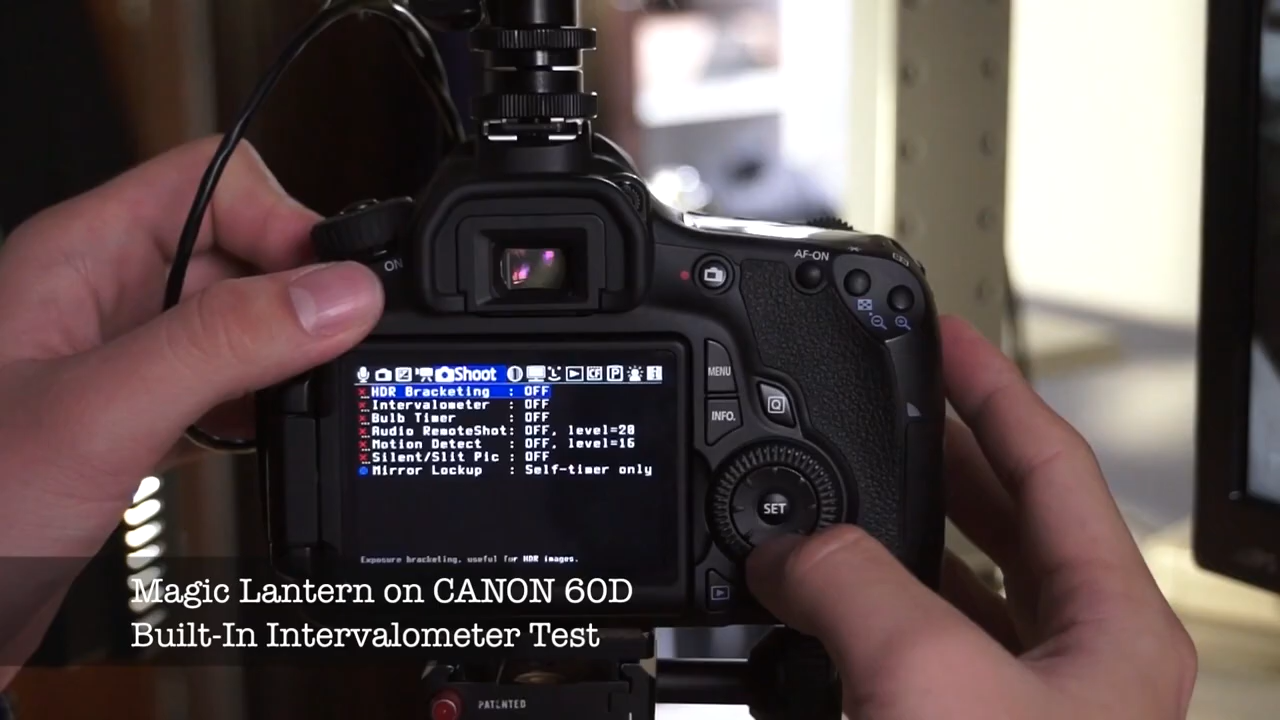 ON
AF-ON
MENU
INFO.
Q
SET
Shoot
HDR Bracketing : OFF
Intervalometer : OFF
Bulb Timer : OFF
Audio RemoteShot: OFF, level=20
Motion Detect : OFF, level=16
Silent/Slit Pic : OFF
Mirror Lockup : Self-timer only
Exposure bracketing, useful for HDR images.
Magic Lantern on CANON 60D
Built-In Intervalometer Test
PATENTED